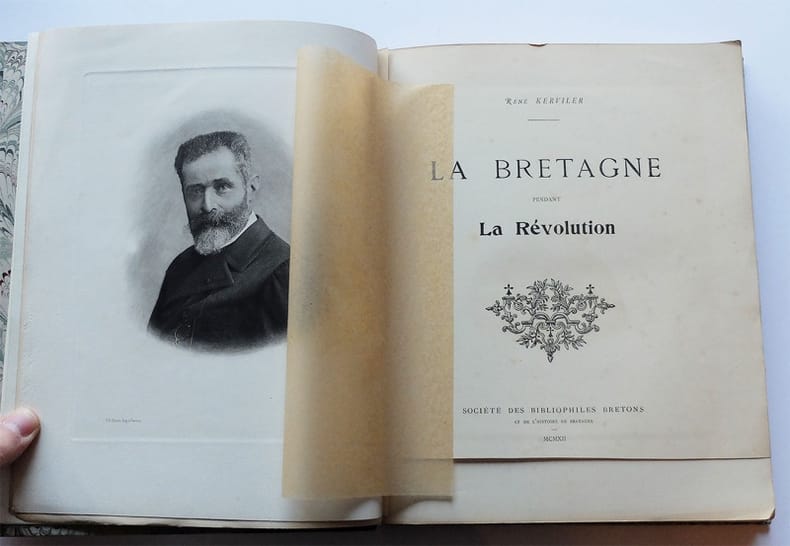 René KERVILER
LA BRETAGNE
PENDANT
La Révolution
SOCIÉTÉ DES BIBLIOPHILES BRETONS
ET DE L'HISTOIRE DE BRETAGNE
MCMXII